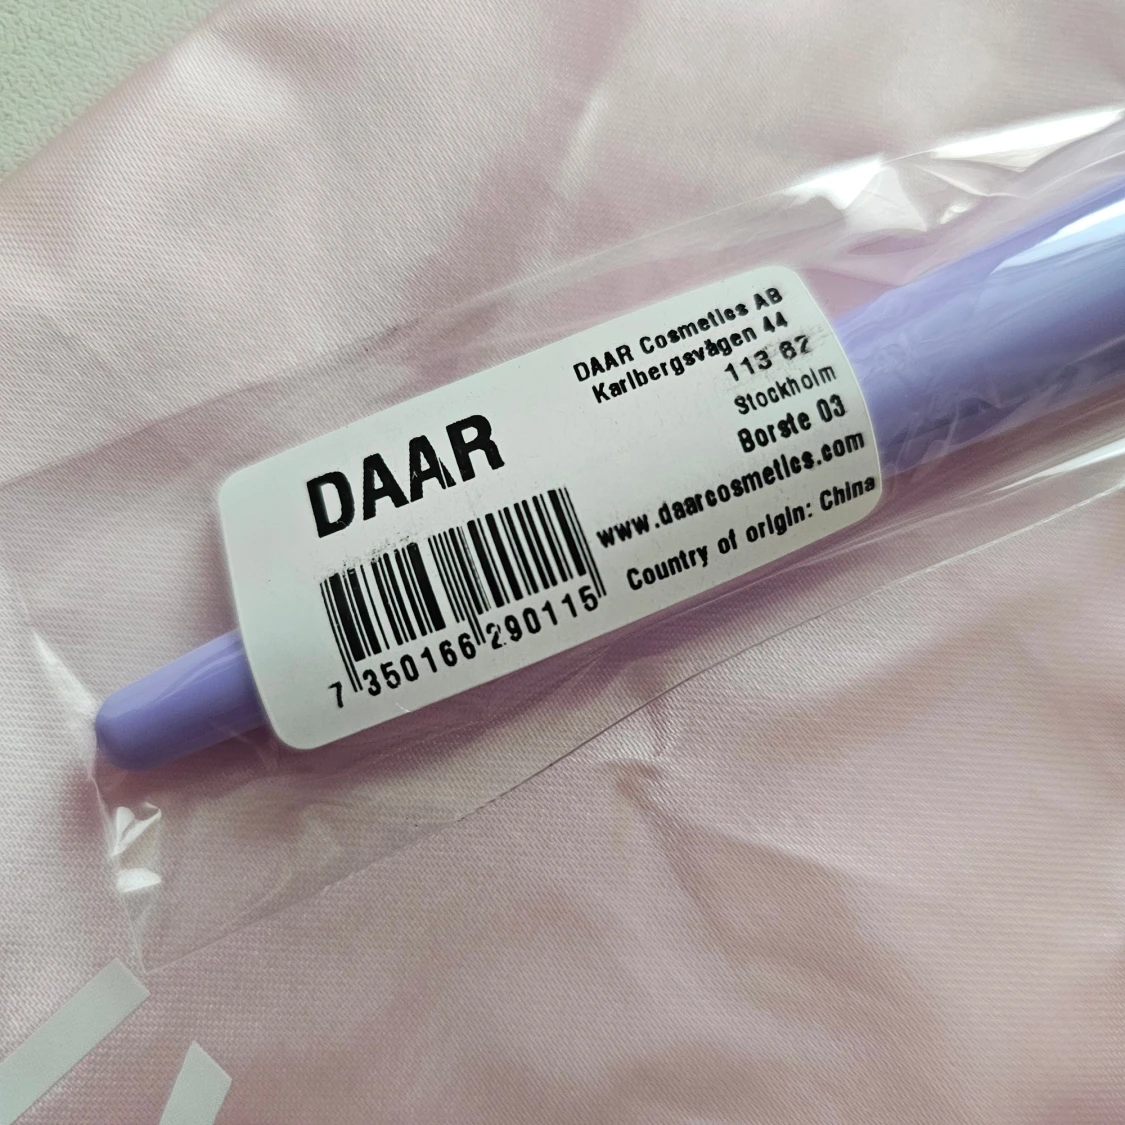 DAAR
7 350166 290115
DAAR Cosmetics AB
Karlbergsvägen 44
113 62
Stockholm
Borste 03
www.daarcosmetics.com
Country of origin: China